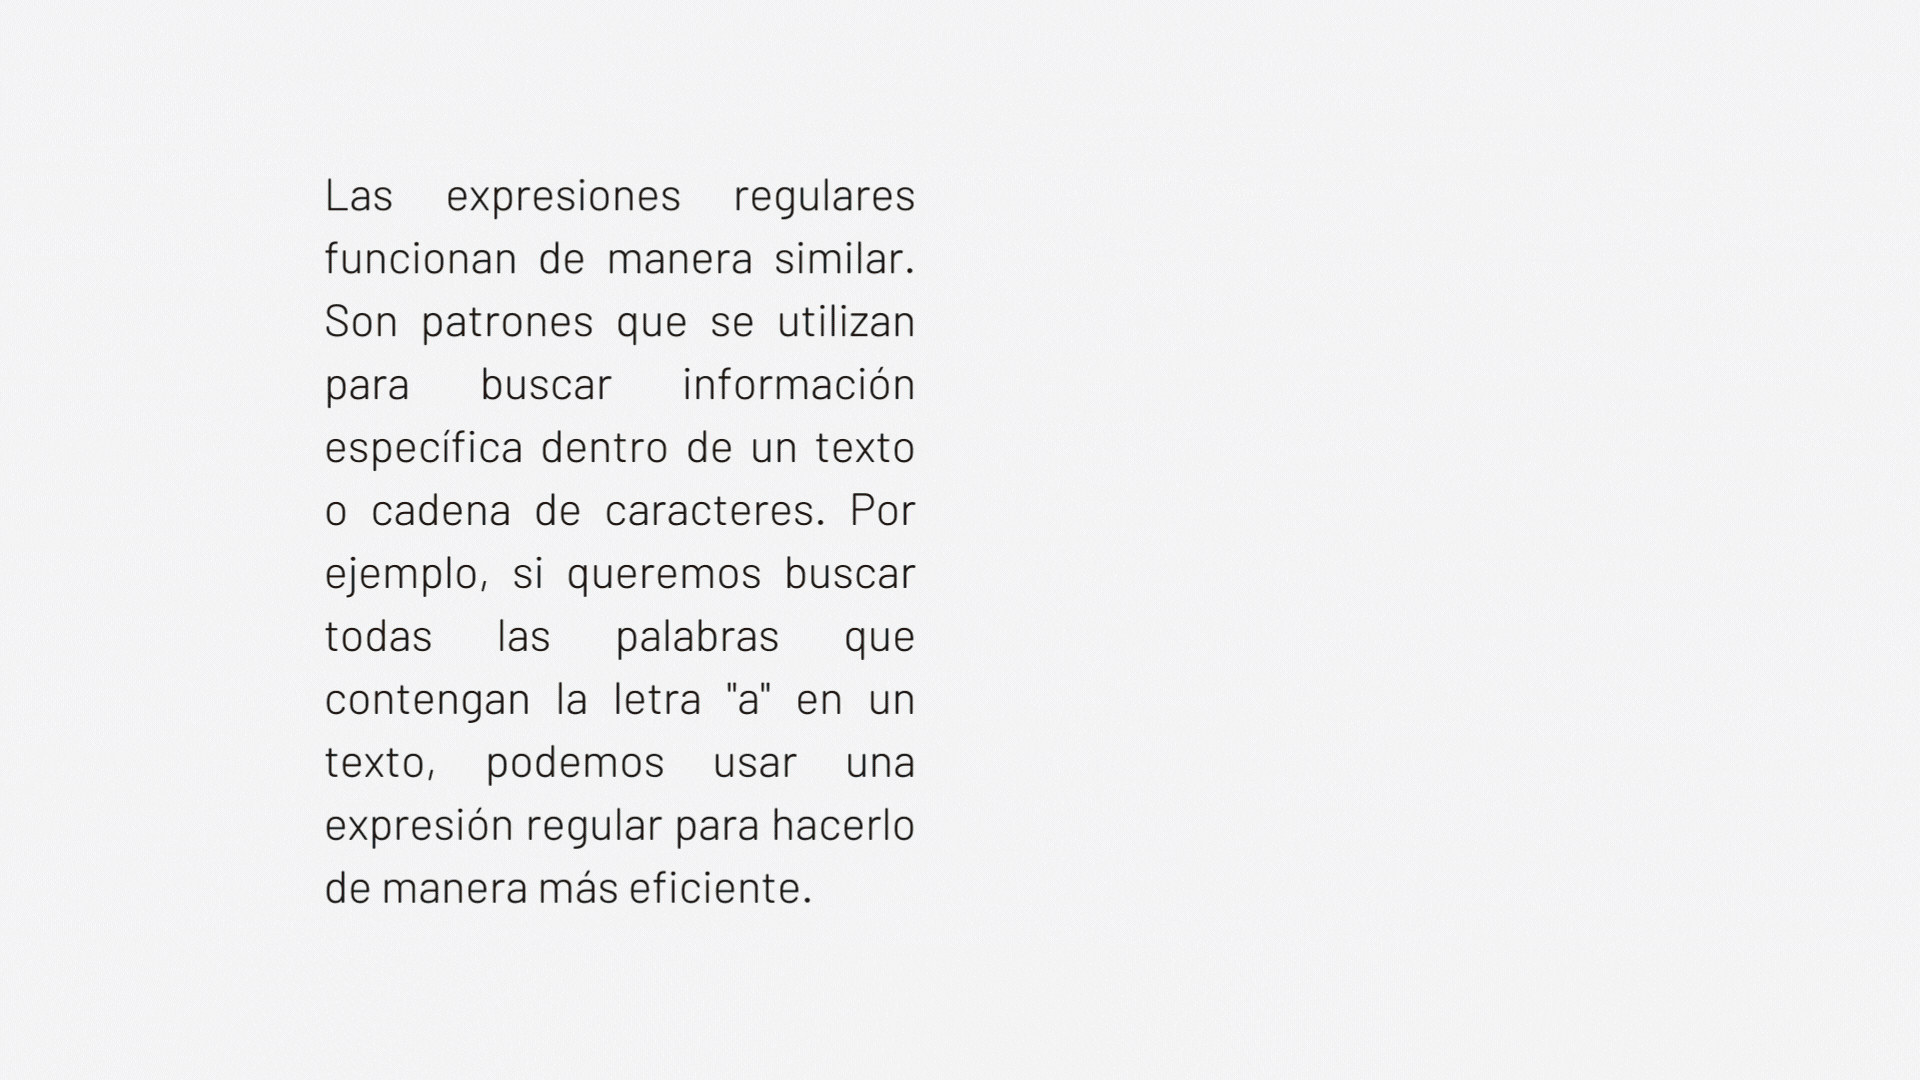 Las expresiones regulares
funcionan de manera similar.
Son patrones que se utilizan
para buscar información
específica dentro de un texto
o cadena de caracteres. Por
ejemplo, si queremos buscar
todas las palabras que
contengan la letra "a" en un
texto, podemos usar una
expresión regular para hacerlo
de manera más eficiente.